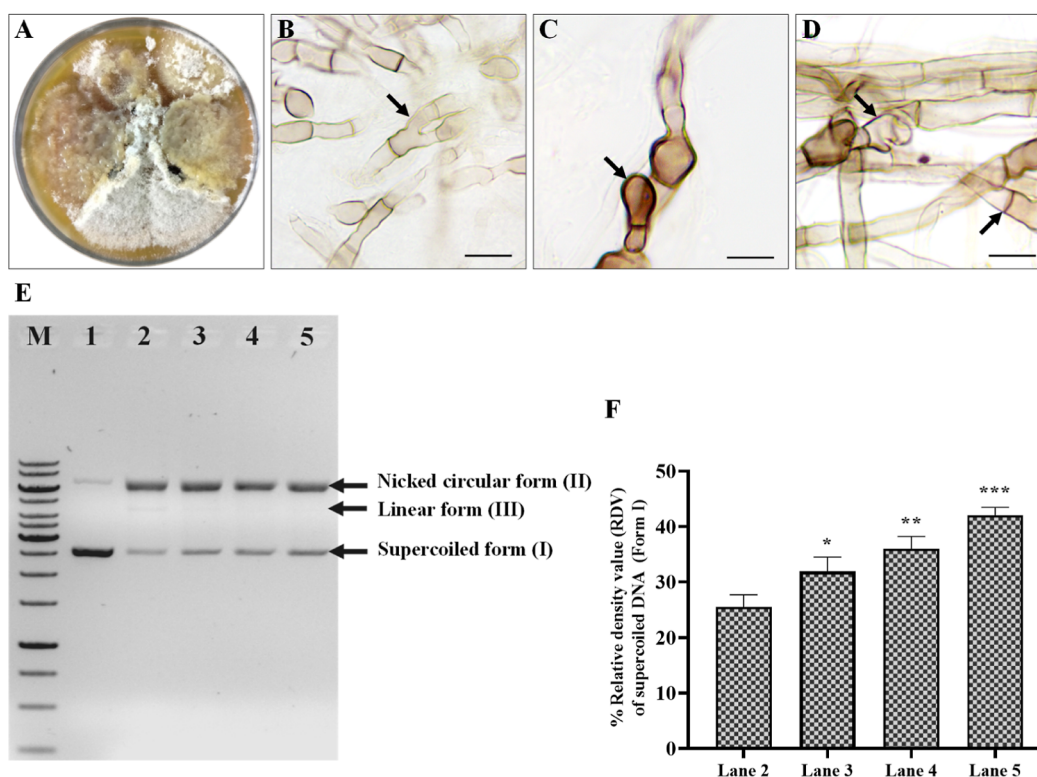 A
B
C
D
E
M 1 2 3 4 5
Nicked circular form (II)
Linear form (III)
Supercoiled form (I)
F
% Relative density value (RDV)
of supercoiled DNA (Form I)
50
40
30
20
10
0
*
**
***
Lane 2 Lane 3 Lane 4 Lane 5